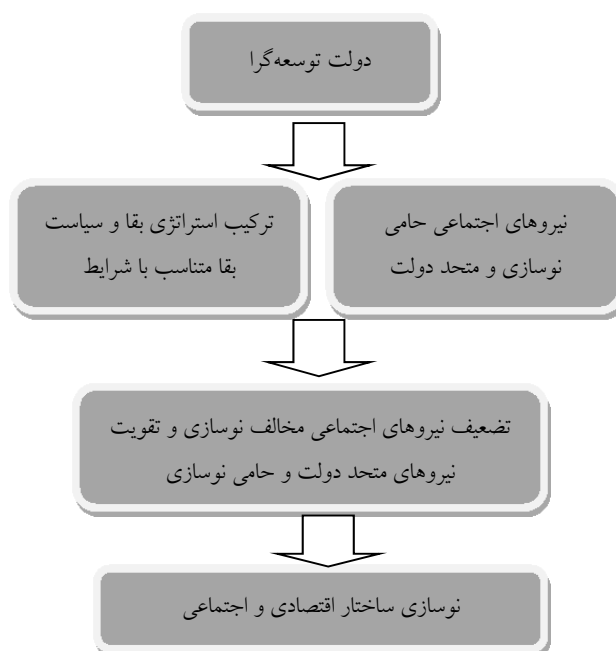 دولت توسعه‌گرا
نیروهای اجتماعی حامی
نوسازی و متحد دولت
ترکیب استراتژی بقا و سیاست
بقا متناسب با شرایط
تضعیف نیروهای اجتماعی مخالف نوسازی و تقویت
نیروهای متحد دولت و حامی نوسازی
نوسازی ساختار اقتصادی و اجتماعی